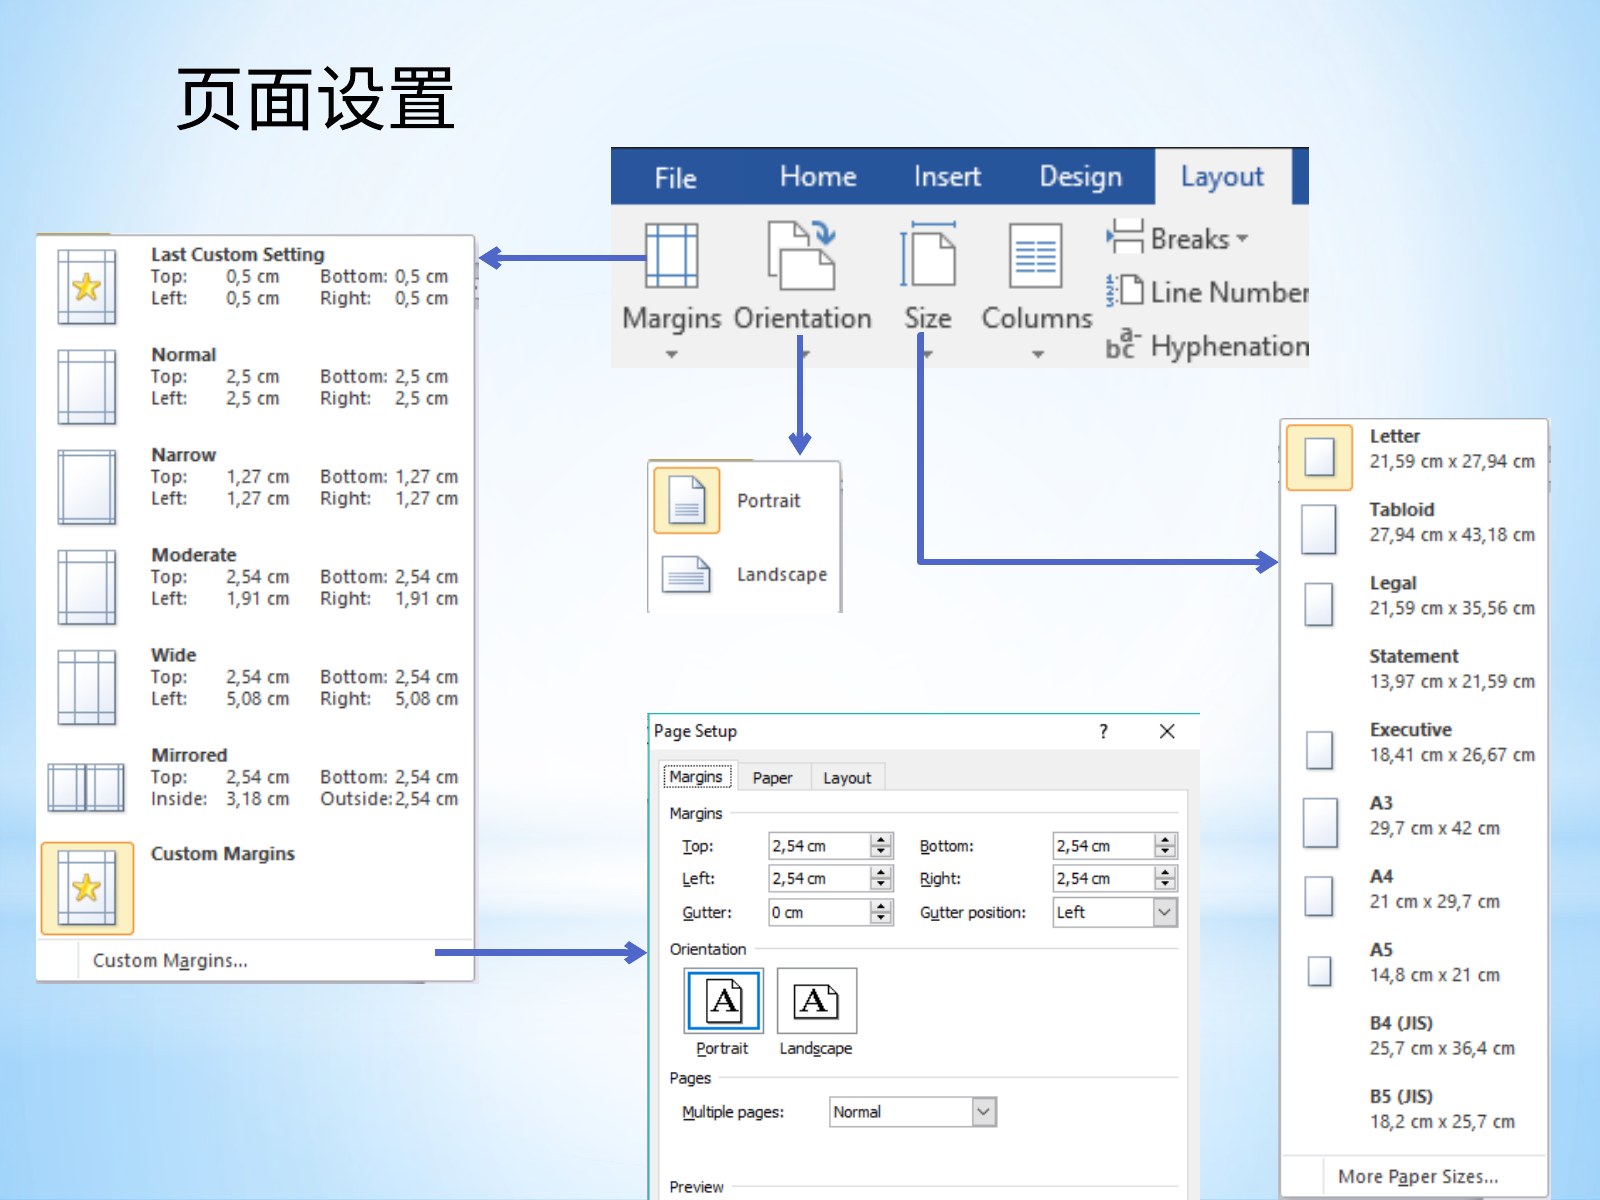 页面设置
File Home Insert Design Layout
Margins Orientation Size Columns
Breaks
Line Number
Hyphenation
Last Custom Setting
Top: 0,5 cm Bottom: 0,5 cm
Left: 0,5 cm Right: 0,5 cm
Normal
Top: 2,5 cm Bottom: 2,5 cm
Left: 2,5 cm Right: 2,5 cm
Narrow
Top: 1,27 cm Bottom: 1,27 cm
Left: 1,27 cm Right: 1,27 cm
Moderate
Top: 2,54 cm Bottom: 2,54 cm
Left: 1,91 cm Right: 1,91 cm
Wide
Top: 2,54 cm Bottom: 2,54 cm
Left: 5,08 cm Right: 5,08 cm
Mirrored
Top: 2,54 cm Bottom: 2,54 cm
Inside: 3,18 cm Outside: 2,54 cm
Custom Margins
Custom Margins...
Portrait
Landscape
Page Setup ?
Margins Paper Layout
Margins
Top: 2,54 cm Bottom: 2,54 cm
Left: 2,54 cm Right: 2,54 cm
Gutter: 0 cm Gutter position: Left
Orientation
A A
Portrait Landscape
Pages
Multiple pages: Normal
Preview
Letter
21,59 cm x 27,94 cm
Tabloid
27,94 cm x 43,18 cm
Legal
21,59 cm x 35,56 cm
Statement
13,97 cm x 21,59 cm
Executive
18,41 cm x 26,67 cm
A3
29,7 cm x 42 cm
A4
21 cm x 29,7 cm
A5
14,8 cm x 21 cm
B4 (JIS)
25,7 cm x 36,4 cm
B5 (JIS)
18,2 cm x 25,7 cm
More Paper Sizes...